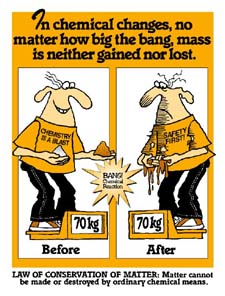 In chemical changes, no
matter how big the bang, mass
is neither gained nor lost.
CHEMISTRY
IS A BLAST
SAFETY
FIRST!
BANG!
Chemical
Reaction
70 kg
70 kg
Before
After
LAW OF CONSERVATION OF MATTER: Matter cannot
be made or destroyed by ordinary chemical means.